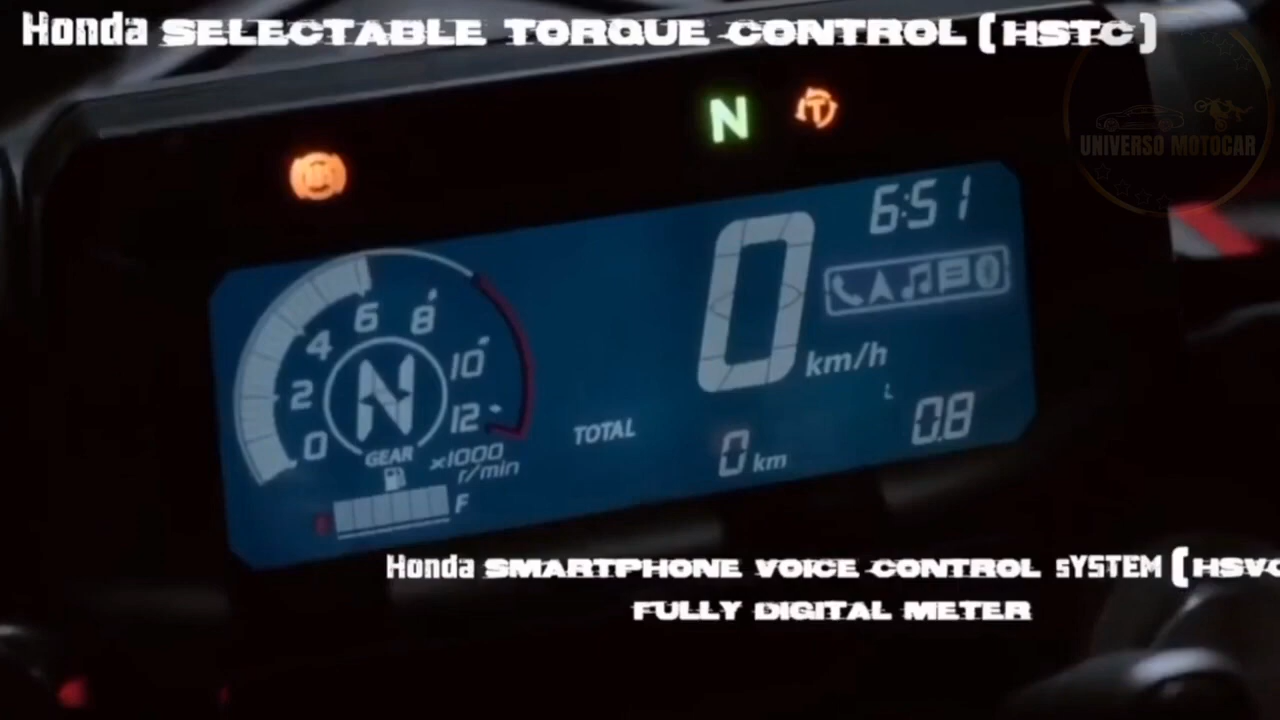 Honda SELECTABLE TORQUE CONTROL (HSTC)
UNIVERSO MOTOCAR
N
T
6:51
0
km/h
6 8
4
10
2
N
12
0
GEAR
x1000
r/min
F
TOTAL
0 km
L
0.8
Honda SMARTPHONE VOICE CONTROL sYSTEM (HSVC
FULLY DIGITAL METER